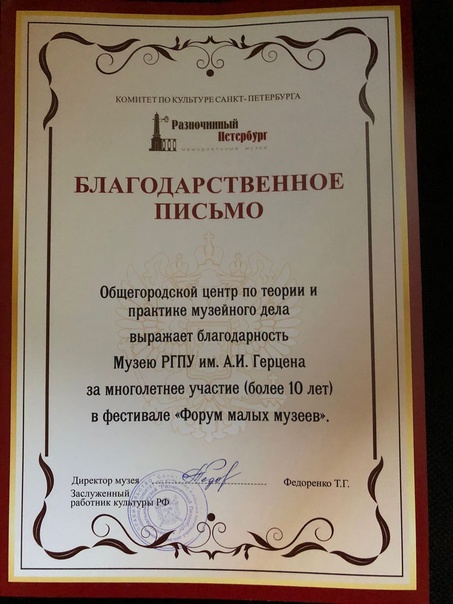 КОМИТЕТ ПО КУЛЬТУРЕ САНКТ-ПЕТЕРБУРГА
Разночинный
Петербург
МЕМОРИАЛЬНЫЙ МУЗЕЙ
БЛАГОДАРСТВЕННОЕ
ПИСЬМО
Общегородской центр по теории и
практике музейного дела
выражает благодарность
Музею РГПУ им. А.И. Герцена
за многолетнее участие (более 10 лет)
в фестивале «Форум малых музеев».
Директор музея
Федоренко Т.Г.
Заслуженный
работник культуры РФ